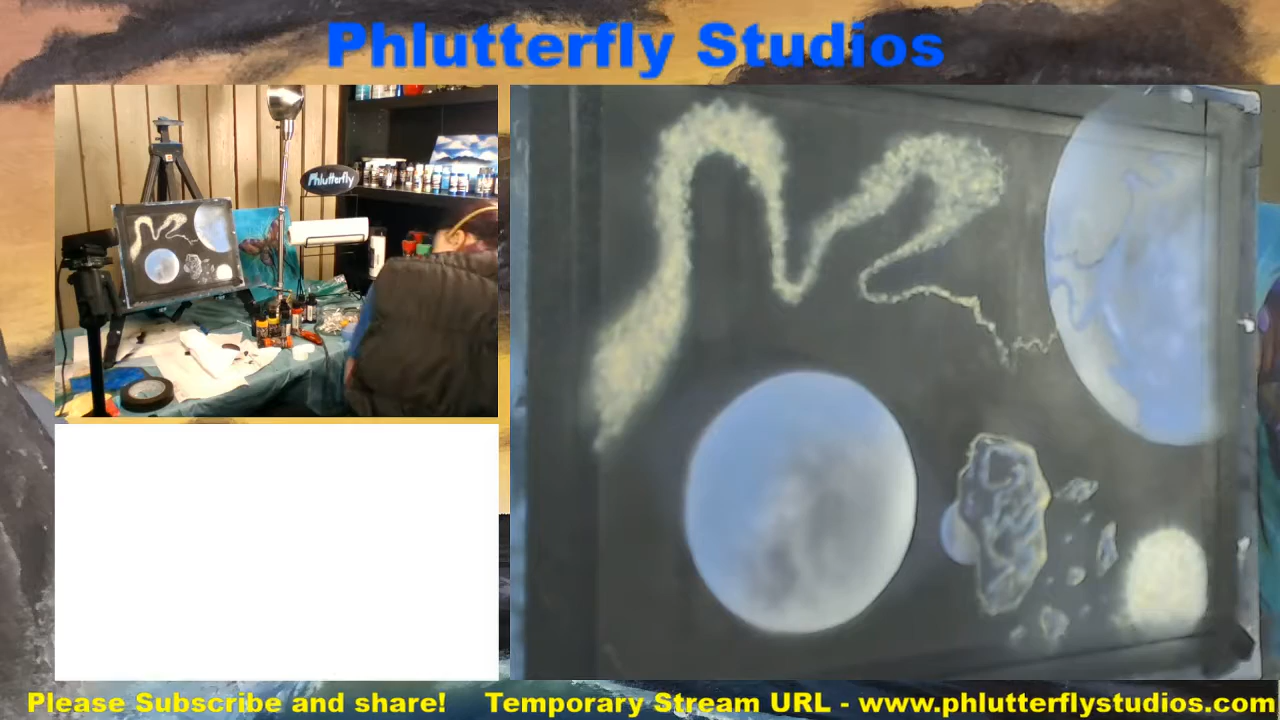 Phlutterfly Studios
Phlutterfly
Please Subscribe and share! Temporary Stream URL - www.phlutterflystudios.com